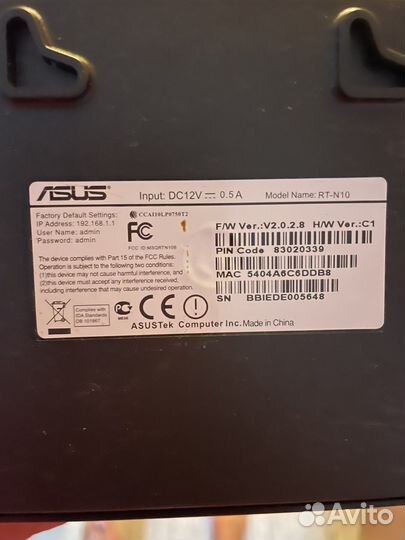 ASUS
Input: DC12V 0.5A
Model Name: RT-N10
Factory Default Settings:
IP Address: 192.168.1.1
User Name: admin
Password: admin
CCAI10LP0750T2
FC
FCC ID:MSQRTN10B
F/W Ver.:V2.0.2.8 H/W Ver.:C1
PIN Code 83020339
The device complies with Part 15 of the FCC Rules.
Operation is subject to the following two conditions:
(1) this device may not cause harmful interference, and
(2) this device must accept any interference received,
including interference that may cause undesired operation.
MAC 5404A6C6DDB8
SN BBIEDE005648
Complies with
IDA Standards
DB 101867
ME06
CE
ASUSTek Computer Inc. Made in China
Avito